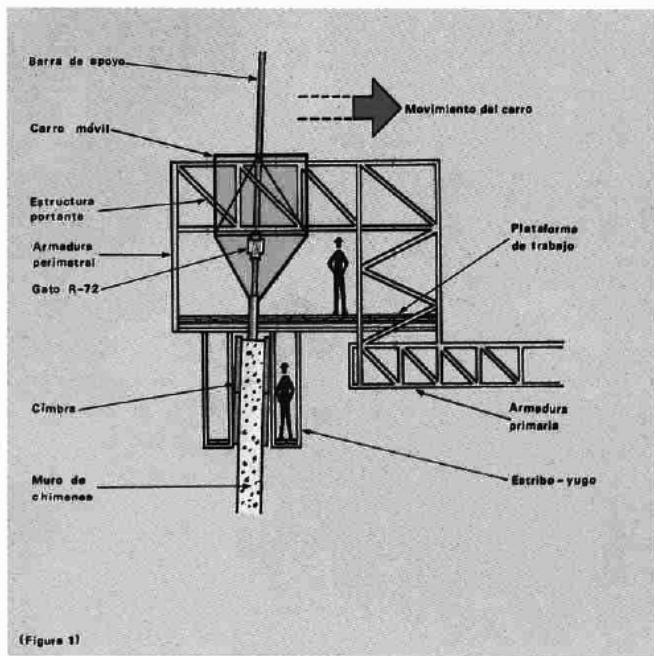 Barra de apoyo
Movimiento del carro
Carro móvil
Estructura
portante
Plataforma
de trabajo
Armadura
perimetral
Gato R-72
Cimbra
Armadura
primaria
Muro de
chimenea
Estribo-yugo
(Figura 1)